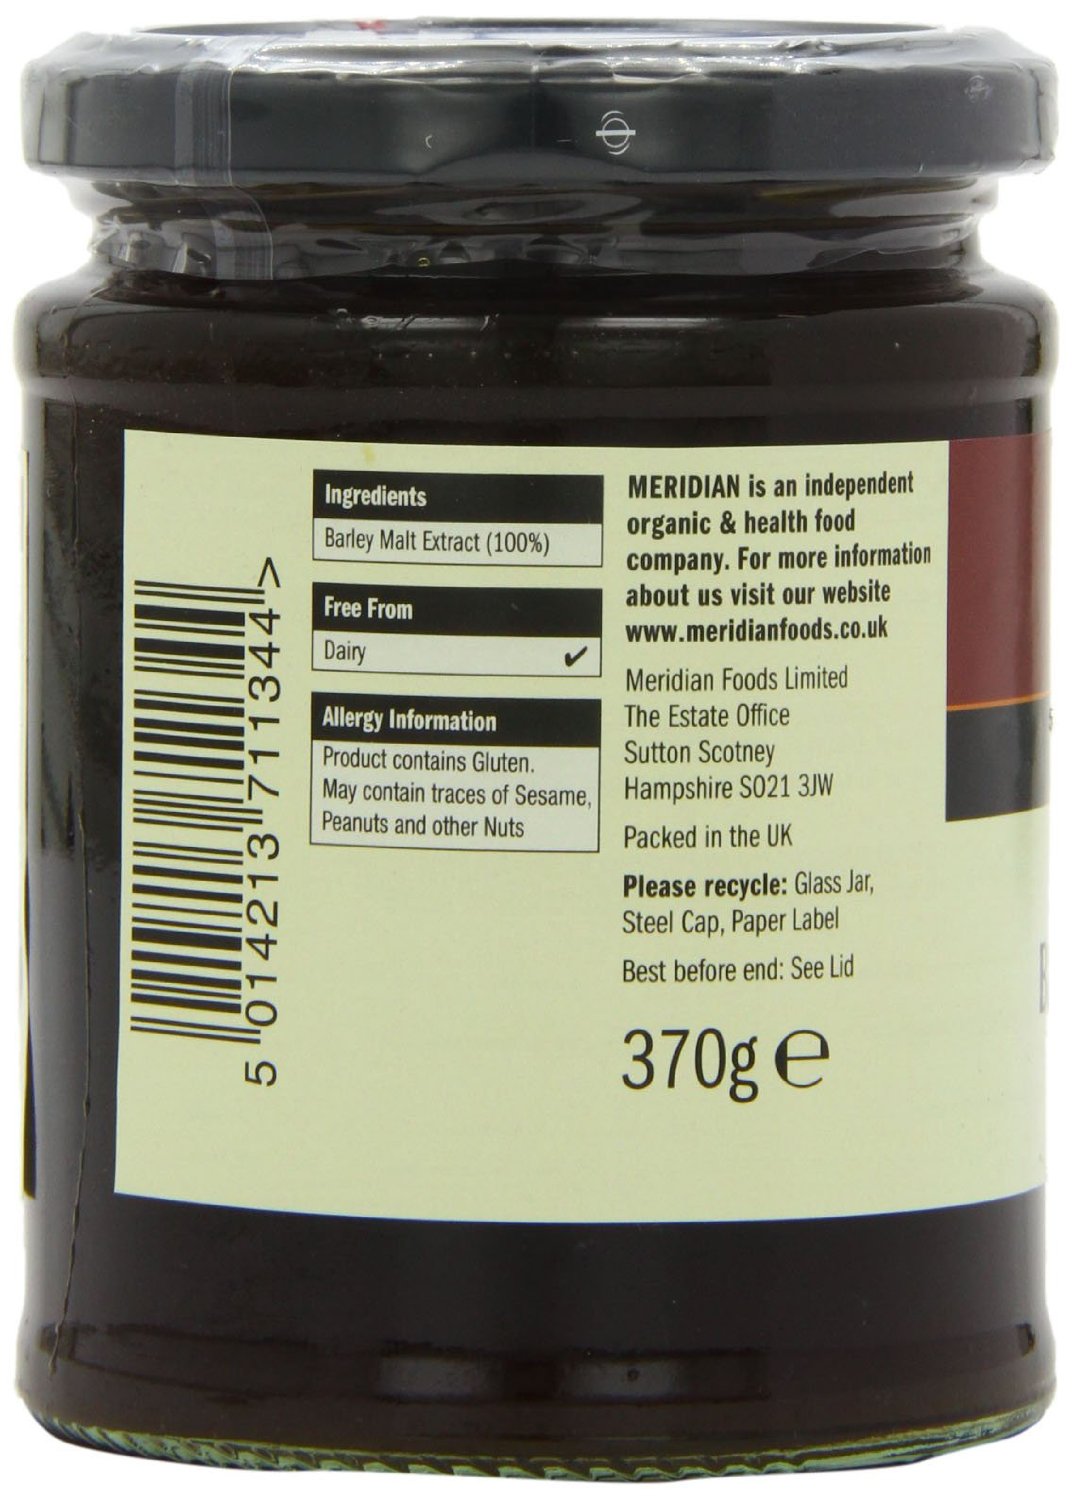 Ingredients
Barley Malt Extract (100%)
Free From
Dairy ✔
Allergy Information
Product contains Gluten.
May contain traces of Sesame,
Peanuts and other Nuts
5 014213 711344 >
MERIDIAN is an independent
organic & health food
company. For more information
about us visit our website
www.meridianfoods.co.uk
Meridian Foods Limited
The Estate Office
Sutton Scotney
Hampshire SO21 3JW
Packed in the UK
Please recycle: Glass Jar,
Steel Cap, Paper Label
Best before end: See Lid
370g ℮